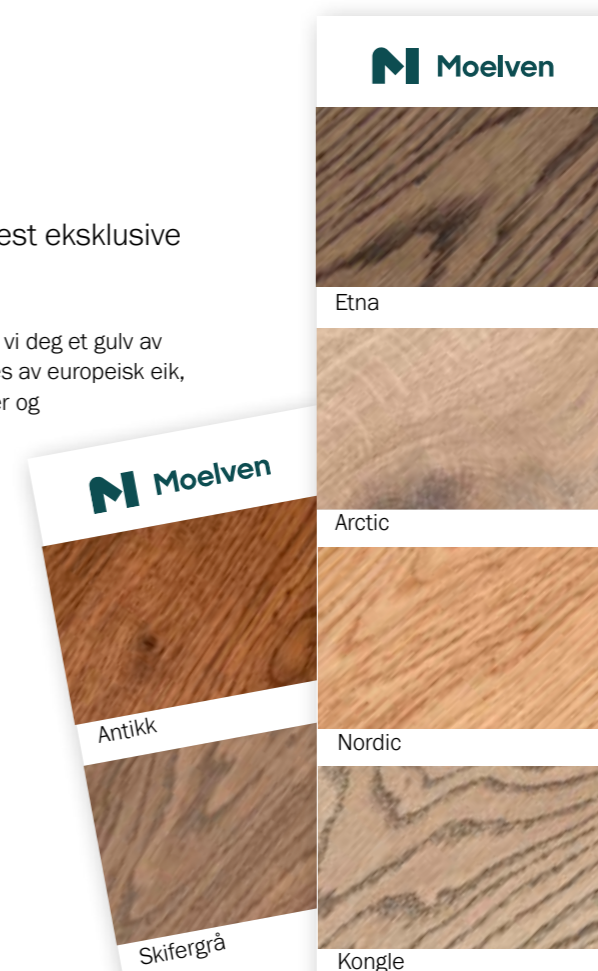 est eksklusive
vi deg et gulv av
s av europeisk eik,
r og
Moelven
Antikk
Skifergrå
Moelven
Etna
Arctic
Nordic
Kongle